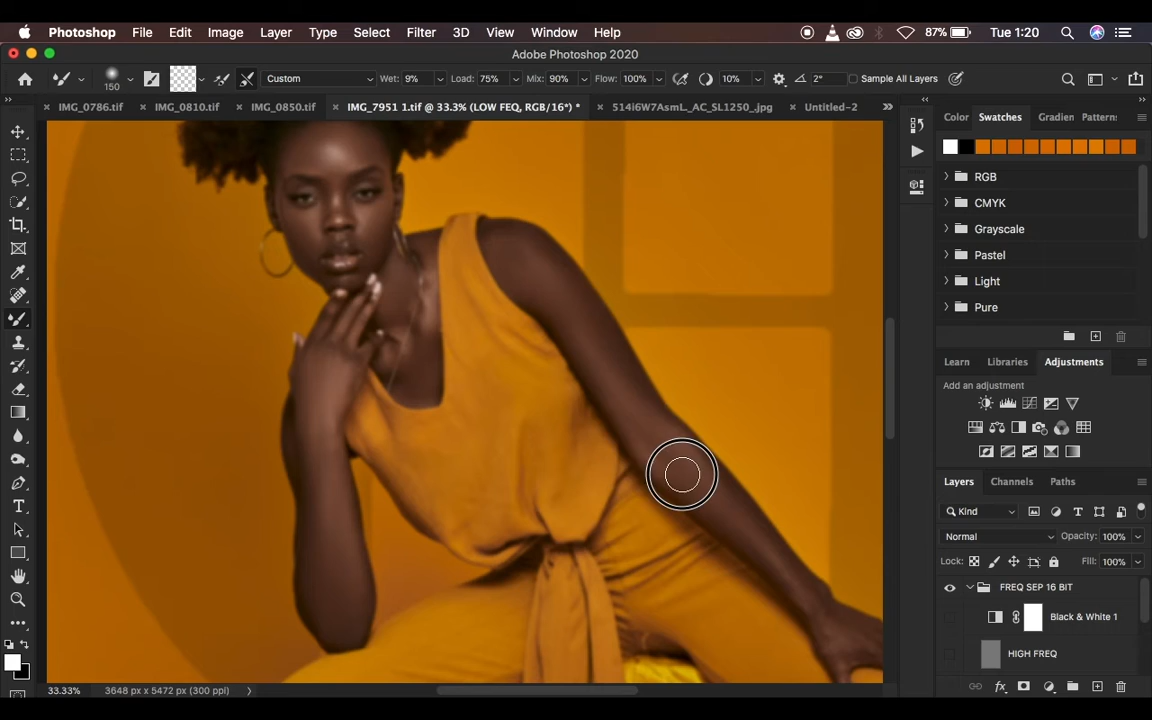 Photoshop File Edit Image Layer Type Select Filter 3D View Window Help 87% Tue 1:20
Adobe Photoshop 2020
150 Custom Wet: 9% Load: 75% Mix: 90% Flow: 100% 10% 2° Sample All Layers
IMG_0786.tif IMG_0810.tif IMG_0850.tif IMG_7951 1.tif @ 33.3% (LOW FEQ, RGB/16*) * 514i6W7AsmL._AC_SL1250_.jpg Untitled-2
Color Swatches Gradien Pattern:
RGB
CMYK
Grayscale
Pastel
Light
Pure
Learn Libraries Adjustments
Add an adjustment
Layers Channels Paths
Kind
Normal Opacity: 100%
Lock: Fill: 100%
FREQ SEP 16 BIT
Black & White 1
HIGH FREQ
33.33% 3648 px x 5472 px (300 ppi)